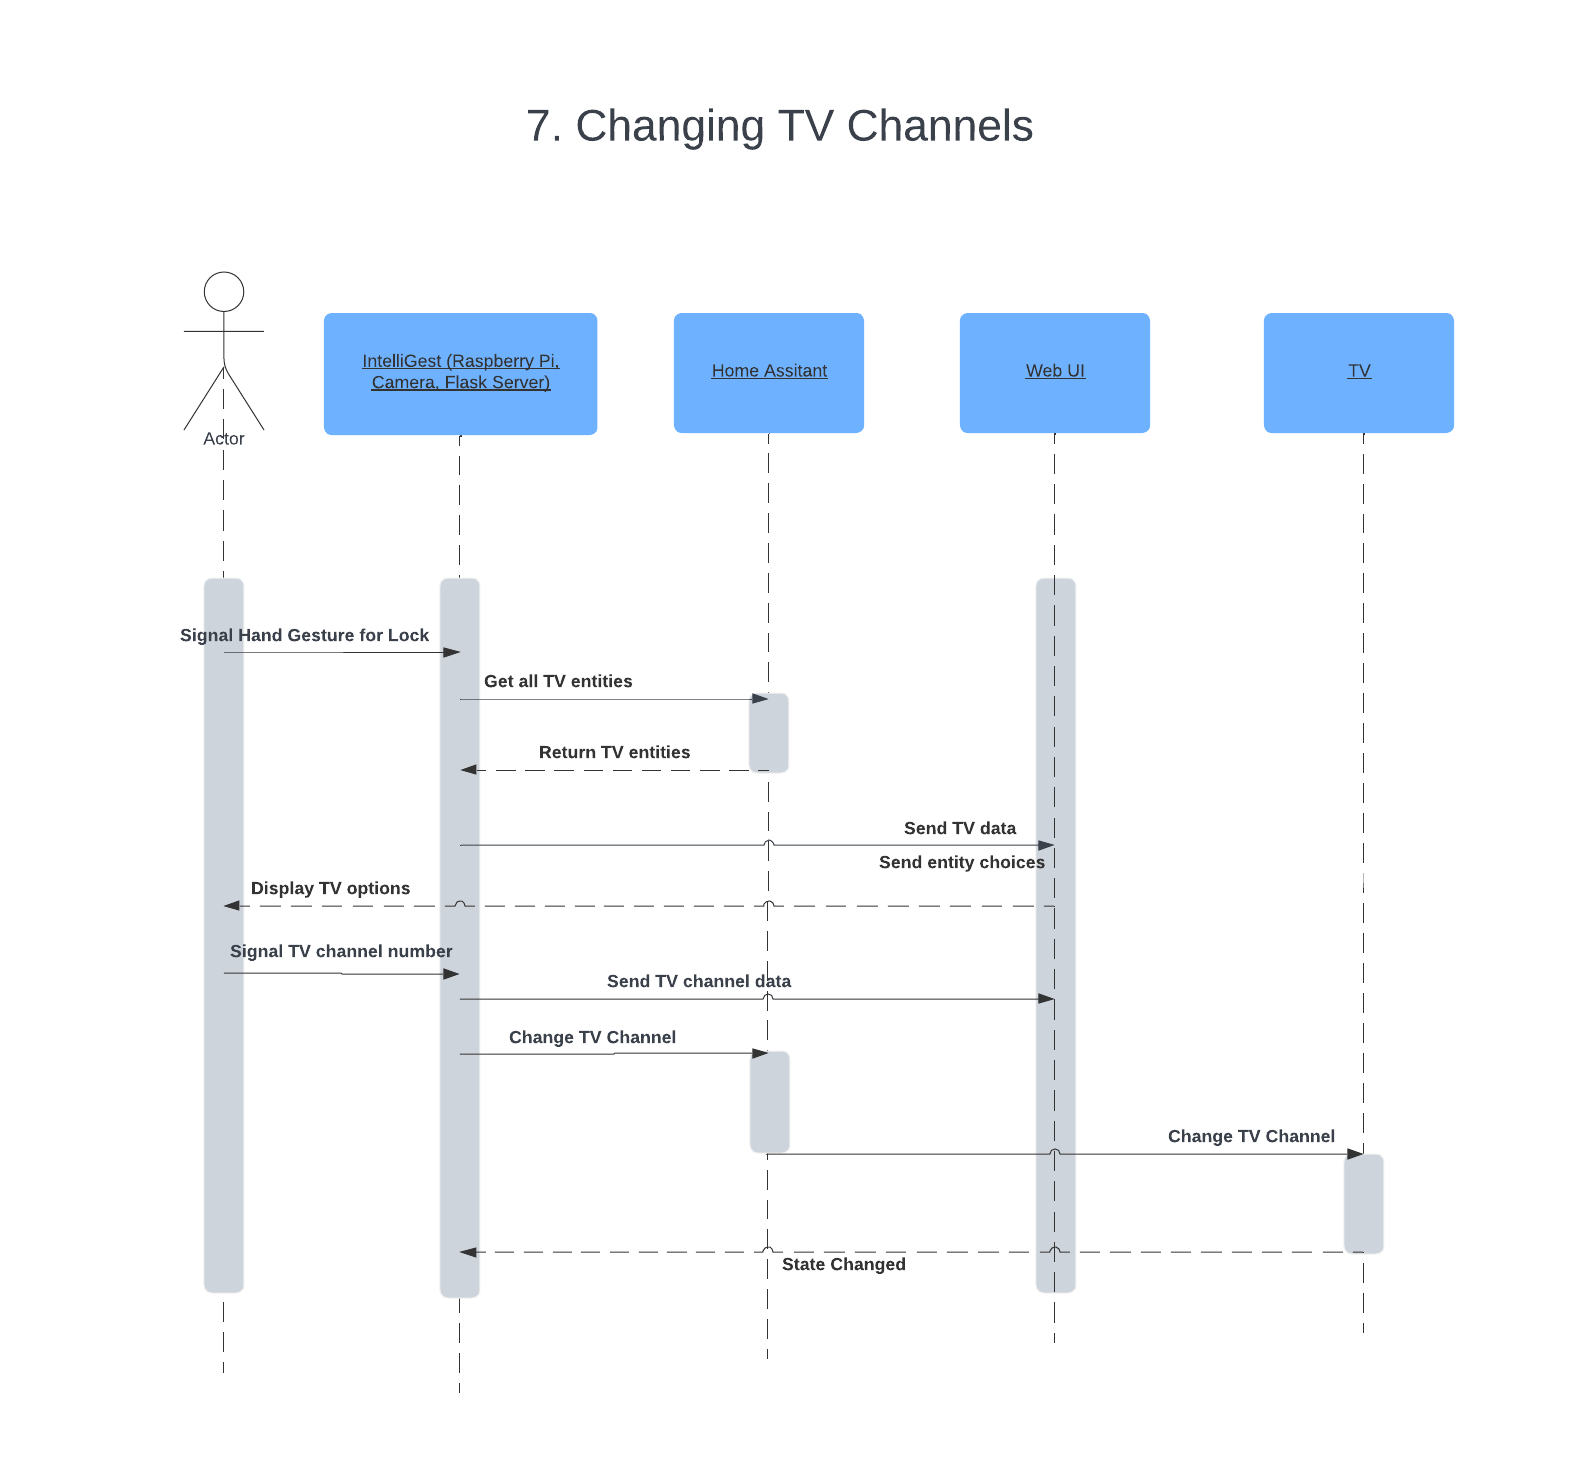 7. Changing TV Channels
Actor
IntelliGest (Raspberry Pi,
Camera, Flask Server)
Home Assitant
Web UI
TV
Signal Hand Gesture for Lock
Get all TV entities
Return TV entities
Send TV data
Send entity choices
Display TV options
Signal TV channel number
Send TV channel data
Change TV Channel
Change TV Channel
State Changed